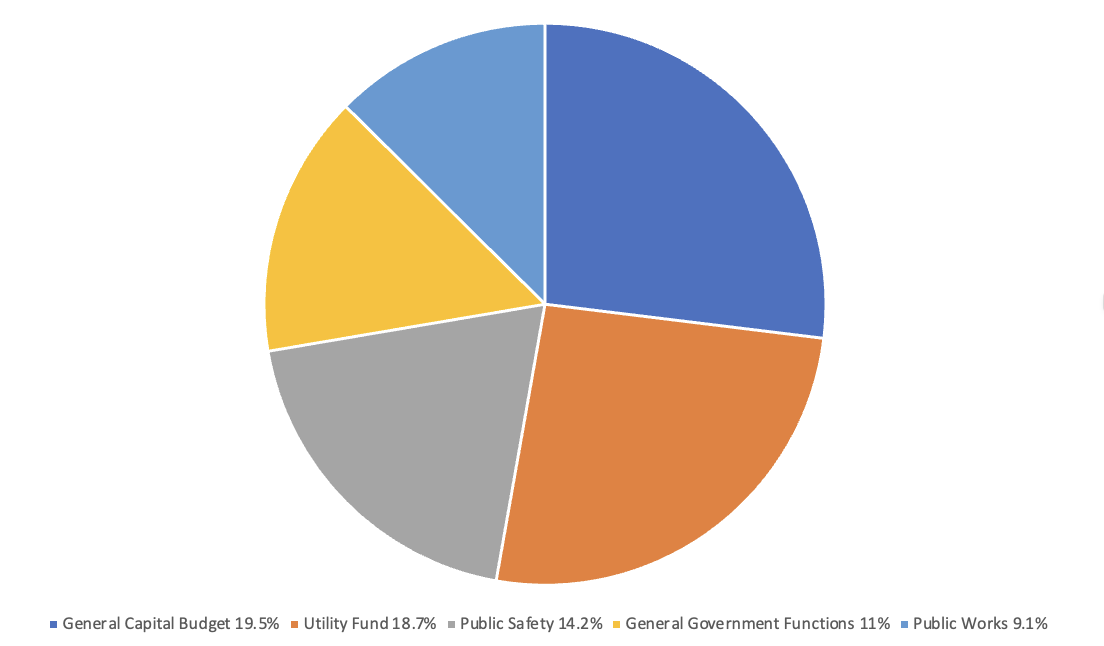 General Capital Budget 19.5% Utility Fund 18.7% Public Safety 14.2% General Government Functions 11% Public Works 9.1%